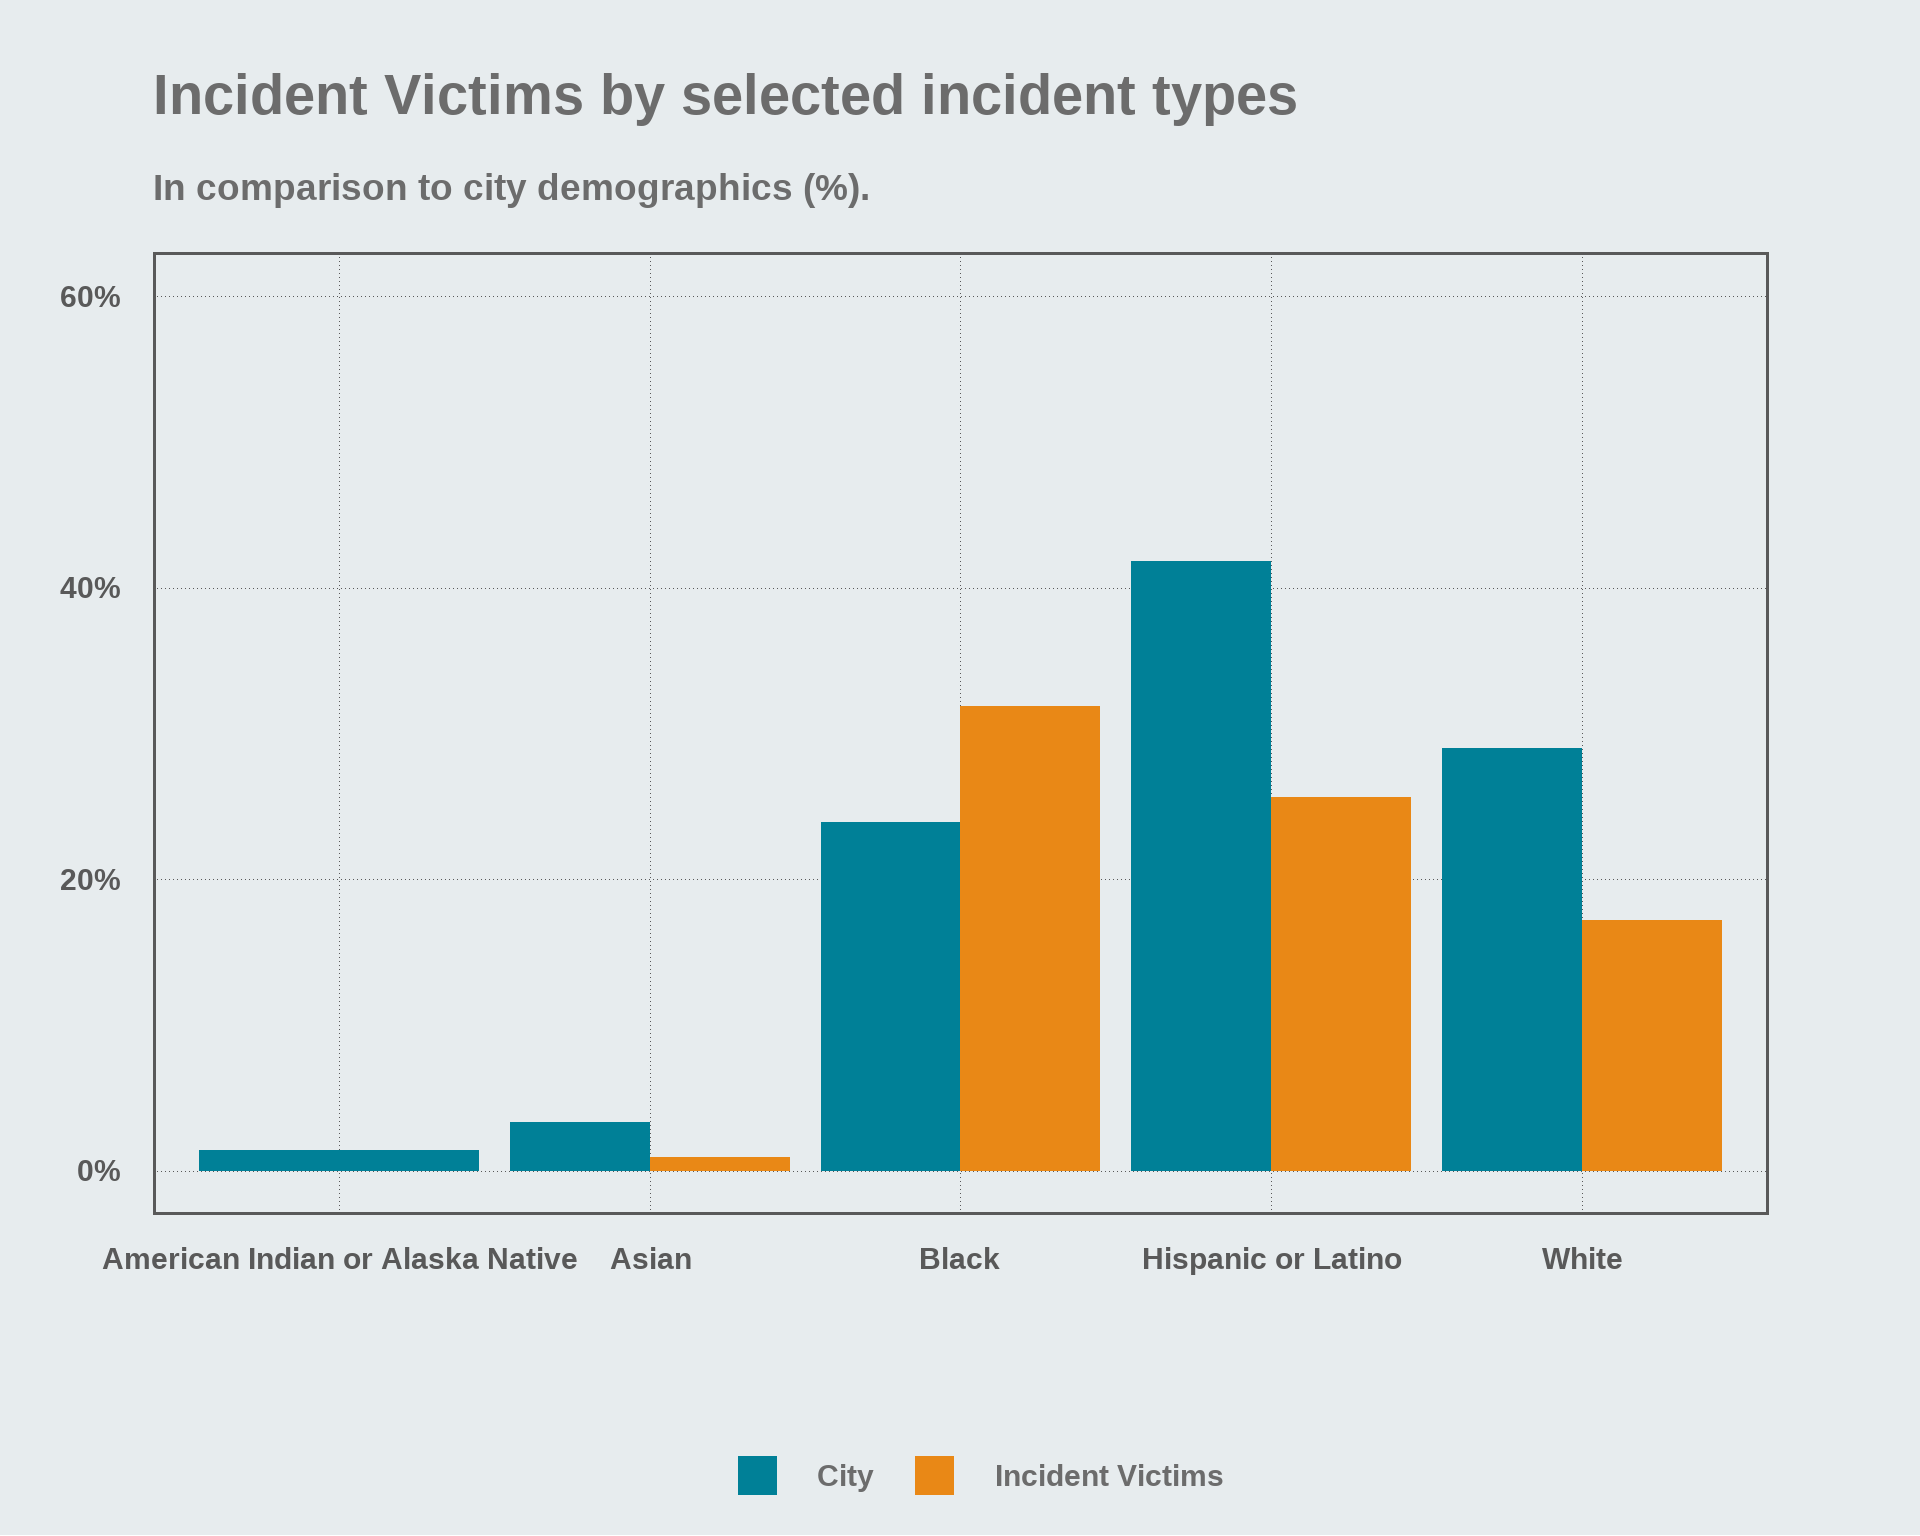 Incident Victims by selected incident types
In comparison to city demographics (%).
60%
40%
20%
0%
American Indian or Alaska Native Asian Black Hispanic or Latino White
City Incident Victims